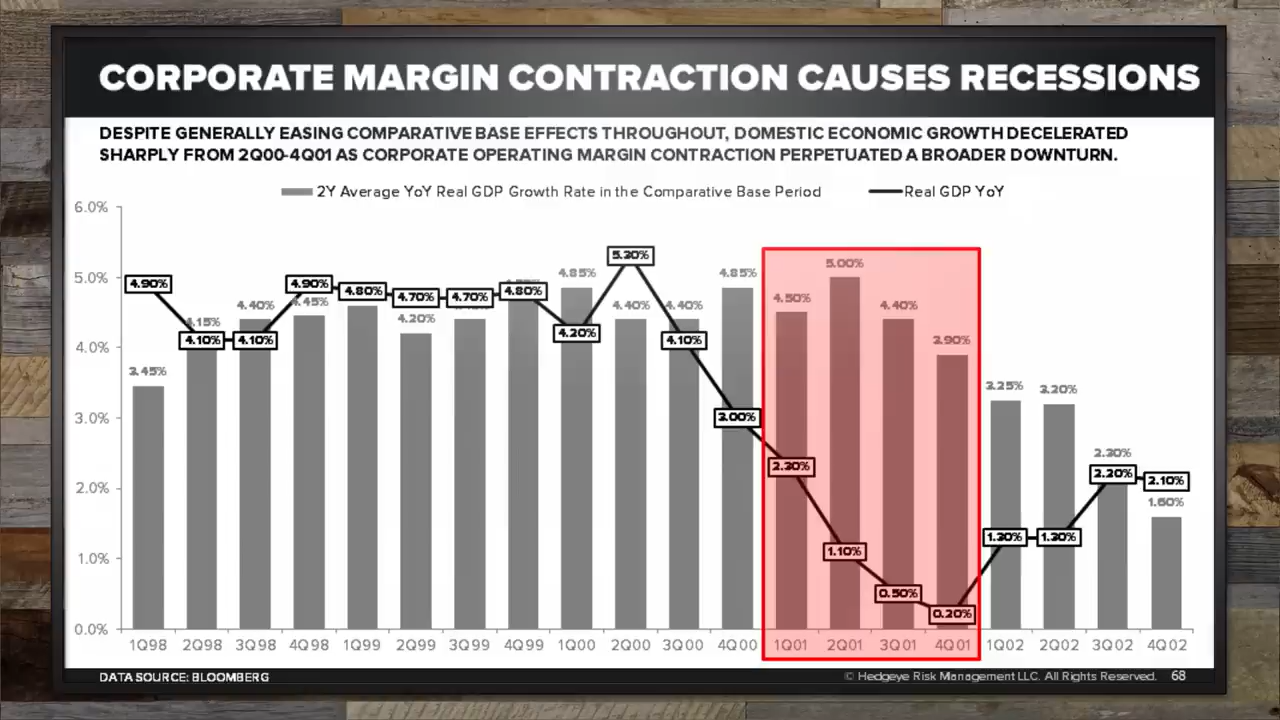 CORPORATE MARGIN CONTRACTION CAUSES RECESSIONS
DESPITE GENERALLY EASING COMPARATIVE BASE EFFECTS THROUGHOUT, DOMESTIC ECONOMIC GROWTH DECELERATED
SHARPLY FROM 2Q00-4Q01 AS CORPORATE OPERATING MARGIN CONTRACTION PERPETUATED A BROADER DOWNTURN.
2Y Average YoY Real GDP Growth Rate in the Comparative Base Period Real GDP YoY
6.0%
5.0%
4.0%
3.0%
2.0%
1.0%
0.0%
4.90% 4.10% 4.10% 4.90% 4.80% 4.70% 4.70% 4.80% 4.20% 5.30% 4.10% 3.00% 2.30% 1.10% 0.50% 0.20% 1.30% 1.30% 2.20% 2.10%
3.45% 4.15% 4.40% 4.45% 4.20% 4.85% 4.40% 4.40% 4.85% 4.50% 5.00% 4.40% 3.90% 3.25% 3.20% 2.30% 1.60%
1Q98 2Q98 3Q98 4Q98 1Q99 2Q99 3Q99 4Q99 1Q00 2Q00 3Q00 4Q00 1Q01 2Q01 3Q01 4Q01 1Q02 2Q02 3Q02 4Q02
DATA SOURCE: BLOOMBERG
© Hedgeye Risk Management LLC. All Rights Reserved. 68